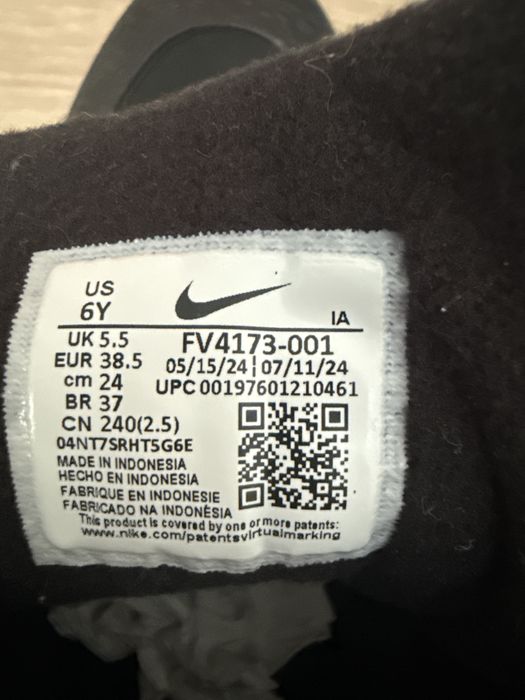 US
6Y
IA
UK 5.5
EUR 38.5
cm 24
BR 37
CN 240(2.5)
FV4173-001
05/15/24 | 07/11/24
UPC 00197601210461
04NT7SRHT5G6E
MADE IN INDONESIA
HECHO EN INDONESIA
FABRIQUE EN INDONESIE
FABRICADO NA INDONÉSIA
This product is covered by one or more patents:
www.nike.com/patentsvirtualmarking